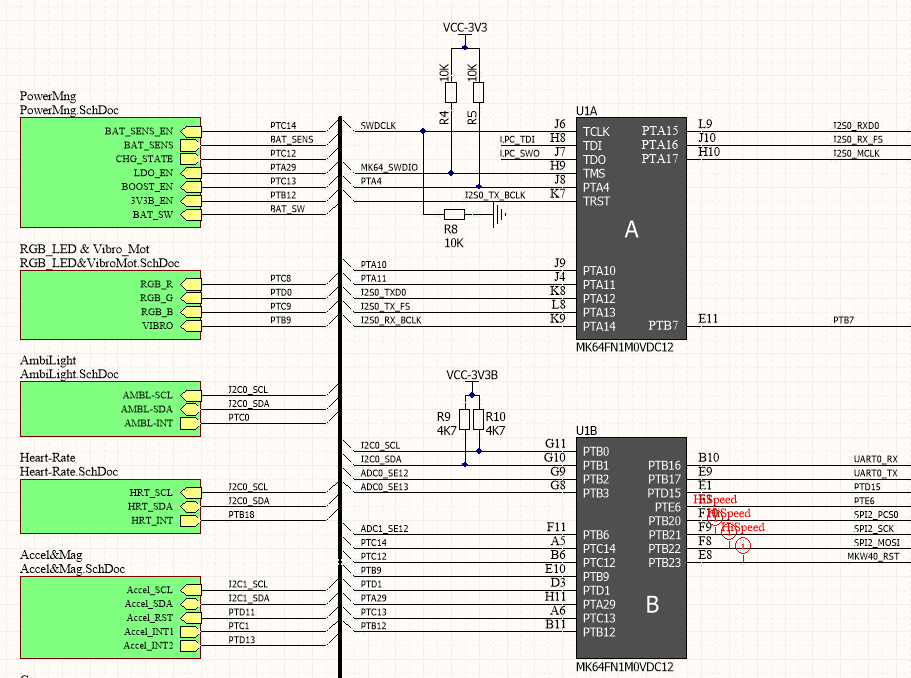 VCC-3V3
10K
10K
R4
R5
PowerMng
PowerMng.SchDoc
BAT_SENS_EN
BAT_SENS
CHG_STATE
LDO_EN
BOOST_EN
3V3B_EN
BAT_SW
PTC14
BAT_SENS
PTC12
PTA29
PTC13
PTB12
BAT_SW
SWDCLK
MK64_SWDIO
PTA4
I.PC_TDI
I.PC_SWO
I2S0_TX_BCLK
R8
10K
J6
H8
J7
H9
J8
K7
U1A
TCLK
TDI
TDO
TMS
PTA4
TRST
PTA15
PTA16
PTA17
A
L9
J10
H10
I2S0_RXD0
I2S0_RX_FS
I2S0_MCLK
RGB_LED & Vibro_Mot
RGB_LED&VibroMot.SchDoc
RGB_R
RGB_G
RGB_B
VIBRO
PTC8
PTD0
PTC9
PTB9
PTA10
PTA11
I2S0_TXD0
I2S0_TX_FS
I2S0_RX_BCLK
J9
J4
K8
L8
K9
PTA10
PTA11
PTA12
PTA13
PTA14
PTB7
E11
PTB7
MK64FN1M0VDC12
AmbiLight
AmbiLight.SchDoc
AMBL-SCL
AMBL-SDA
AMBL-INT
I2C0_SCL
I2C0_SDA
PTC0
VCC-3V3B
R9
4K7
R10
4K7
Heart-Rate
Heart-Rate.SchDoc
HRT_SCL
HRT_SDA
HRT_INT
I2C0_SCL
I2C0_SDA
PTB18
I2C0_SCL
I2C0_SDA
ADC0_SE12
ADC0_SE13
G11
G10
G9
G8
U1B
PTB0
PTB1
PTB2
PTB3
PTB16
PTB17
PTD15
PTE6
PTB20
PTB21
PTB22
PTB23
B10
E9
E1
F9
F8
E8
HiSpeed
HiSpeed
HiSpeed
UART0_RX
UART0_TX
PTD15
PTE6
SPI2_PCS0
SPI2_SCK
SPI2_MOSI
MKW40_RST
Accel&Mag
Accel&Mag.SchDoc
Accel_SCL
Accel_SDA
Accel_RST
Accel_INT1
Accel_INT2
I2C1_SCL
I2C1_SDA
PTD11
PTC1
PTD13
ADC1_SE12
PTC14
PTC12
PTB9
PTD1
PTA29
PTC13
PTB12
F11
A5
B6
E10
D3
H11
A6
B11
PTB6
PTC14
PTC12
PTB9
PTD1
PTA29
PTC13
PTB12
B
MK64FN1M0VDC12